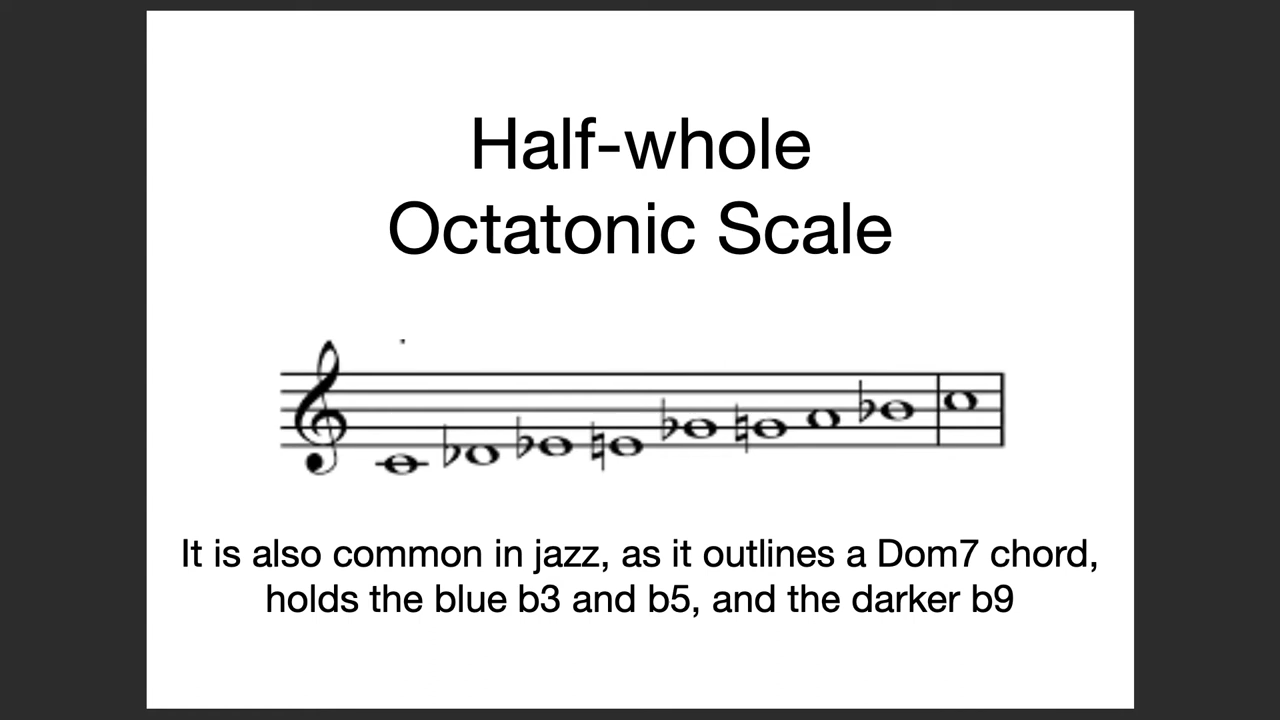 Half-whole
Octatonic Scale
It is also common in jazz, as it outlines a Dom7 chord,
holds the blue b3 and b5, and the darker b9